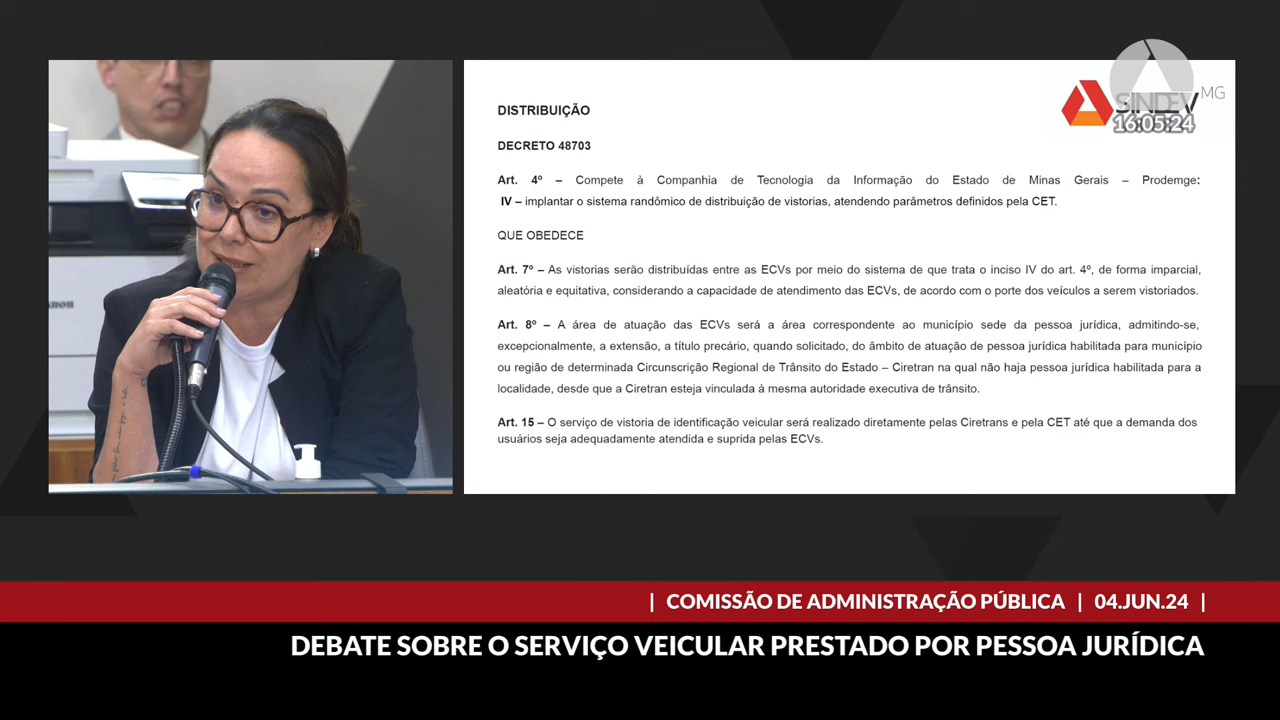 DISTRIBUIÇÃO
DECRETO 48703
Art. 4º – Compete à Companhia de Tecnologia da Informação do Estado de Minas Gerais – Prodemge:
IV – implantar o sistema randômico de distribuição de vistorias, atendendo parâmetros definidos pela CET.
QUE OBEDECE
Art. 7º – As vistorias serão distribuídas entre as ECVs por meio do sistema de que trata o inciso IV do art. 4º, de forma imparcial,
aleatória e equitativa, considerando a capacidade de atendimento das ECVs, de acordo com o porte dos veículos a serem vistoriados.
Art. 8º – A área de atuação das ECVs será a área correspondente ao município sede da pessoa jurídica, admitindo-se,
excepcionalmente, a extensão, a título precário, quando solicitado, do âmbito de atuação de pessoa jurídica habilitada para município
ou região de determinada Circunscrição Regional de Trânsito do Estado – Ciretran na qual não haja pessoa jurídica habilitada para a
localidade, desde que a Ciretran esteja vinculada à mesma autoridade executiva de trânsito.
Art. 15 – O serviço de vistoria de identificação veicular será realizado diretamente pelas Ciretrans e pela CET até que a demanda dos
usuários seja adequadamente atendida e suprida pelas ECVs.
SINDEV MG
16:05:24
| COMISSÃO DE ADMINISTRAÇÃO PÚBLICA | 04.JUN.24 |
DEBATE SOBRE O SERVIÇO VEICULAR PRESTADO POR PESSOA JURÍDICA